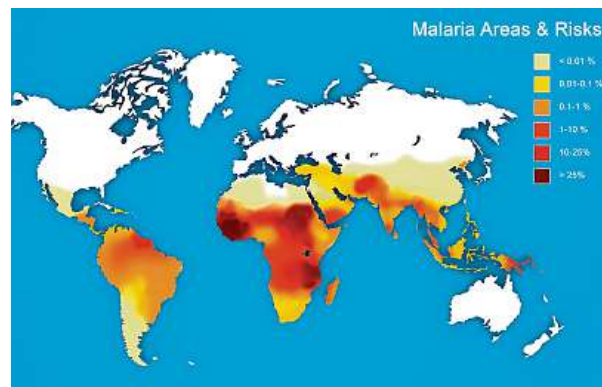 Malaria Areas & Risks
< 0.01 %
0.01-0.1 %
0.1-1 %
1-10 %
10-25%
> 25%